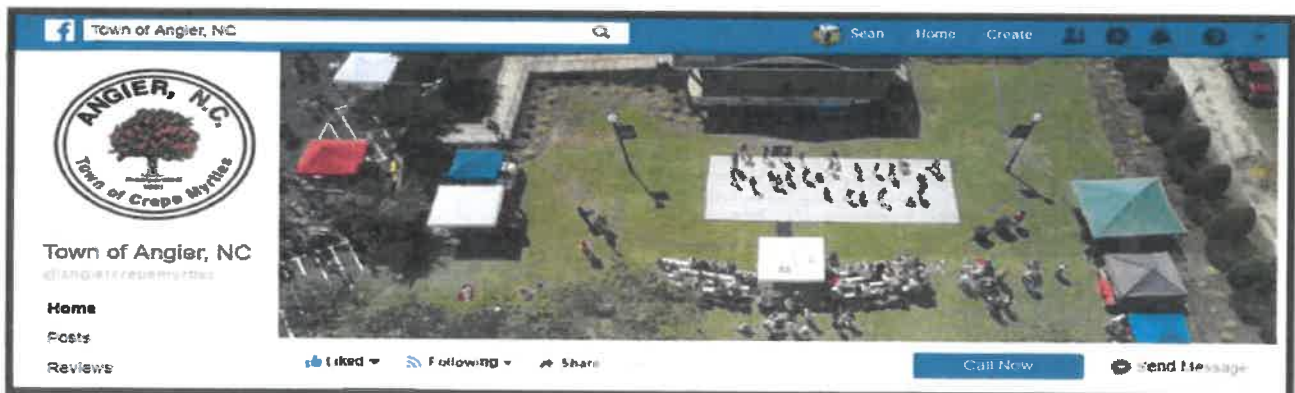 Town of Angier, NC
Sean Home Create
ANGIER, N.C.
Town of Crepe Myrtles
Town of Angier, NC
@angiercrepemyrtles
Home
Posts
Reviews
Liked Following Share
Call Now Send Message